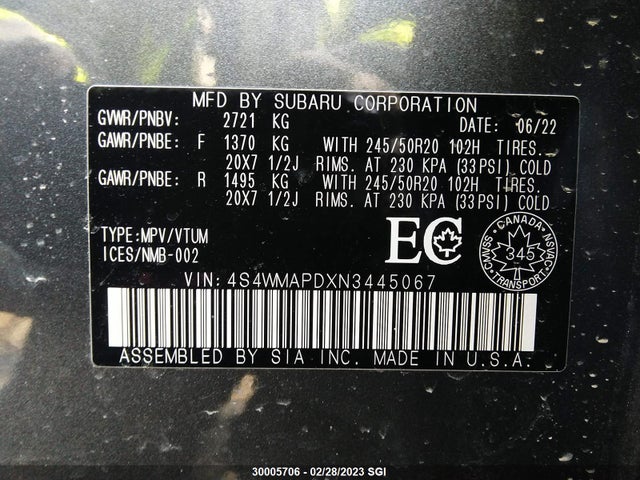 MFD BY SUBARU CORPORATION
GWVR/PNBV: 2721 KG DATE: 06/22
GAWR/PNBE: F 1370 KG WITH 245/50R20 102H TIRES.
20X7 1/2J RIMS. AT 230 KPA (33PSI) COLD
GAWR/PNBE: R 1495 KG WITH 245/50R20 102H TIRES.
20X7 1/2J RIMS. AT 230 KPA (33PSI) COLD
TYPE:MPV/VTUM
ICES/NMB-002
EC
CANADA
CMVSS NSVAC
345
VIN: 4S4WMAPDXN3445067
ASSEMBLED BY SIA INC. MADE IN U.S.A.
30005706 - 02/28/2023 SGI